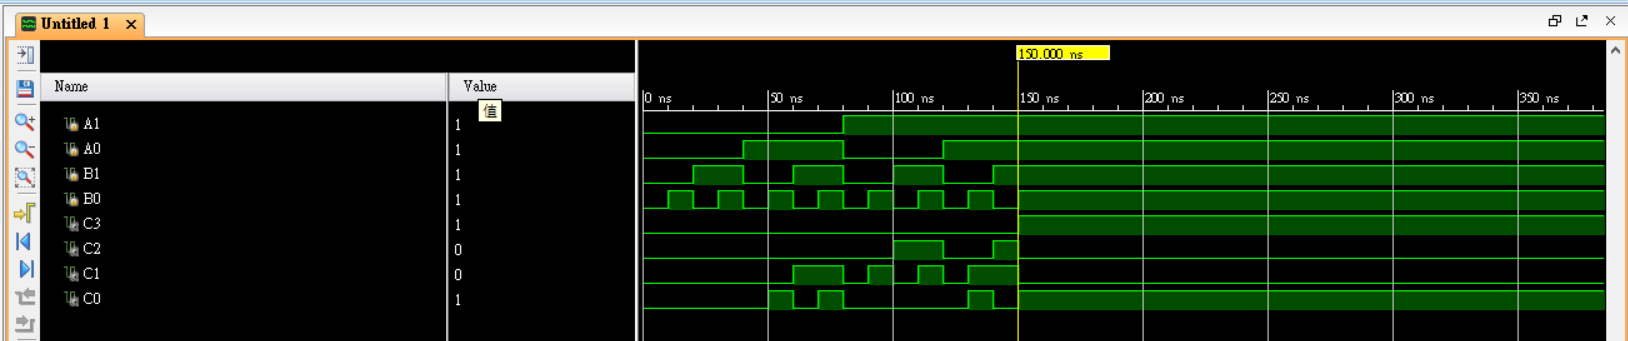 Untitled 1
150.000 ns
Name Value
值
0 ns 50 ns 100 ns 150 ns 200 ns 250 ns 300 ns 350 ns
A1 1
A0 1
B1 1
B0 1
C3 1
C2 0
C1 0
C0 1